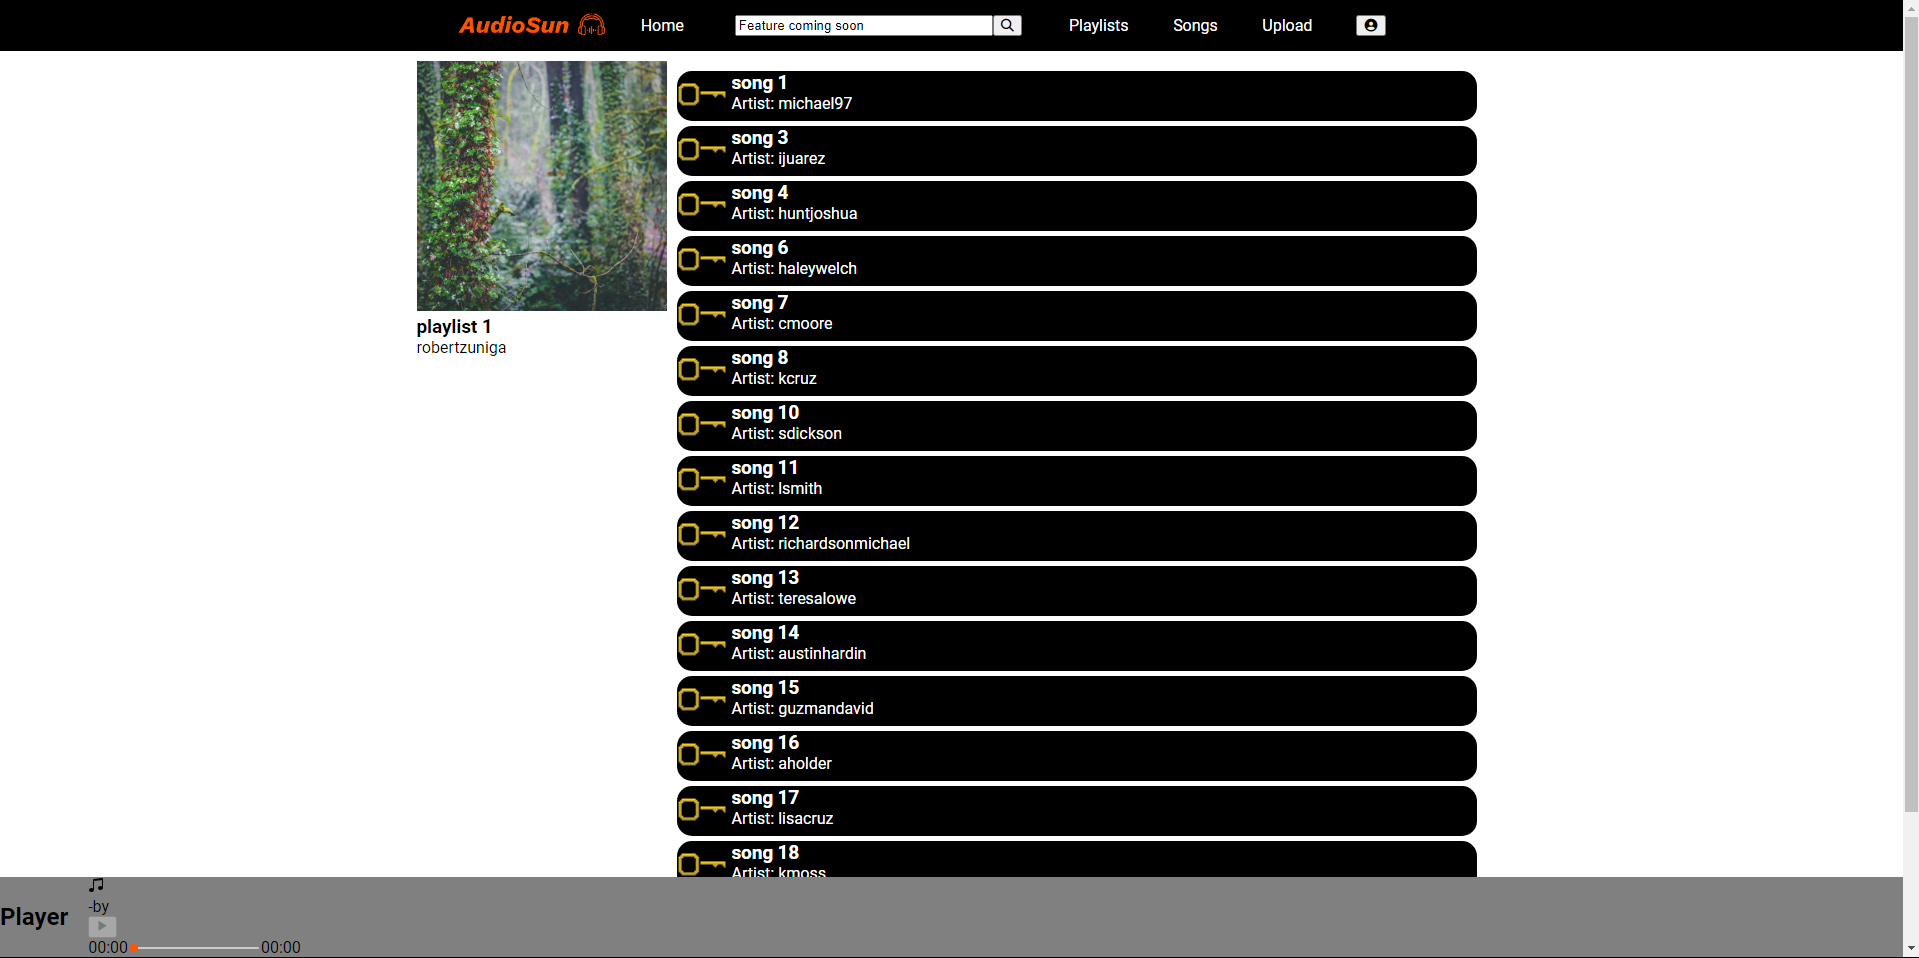 AudioSun
Home
Feature coming soon
Playlists
Songs
Upload
playlist 1
robertzuniga
song 1
Artist: michael97
song 3
Artist: ijuarez
song 4
Artist: huntjoshua
song 6
Artist: haleywelch
song 7
Artist: cmoore
song 8
Artist: kcruz
song 10
Artist: sdickson
song 11
Artist: lsmith
song 12
Artist: richardsonmichael
song 13
Artist: teresalowe
song 14
Artist: austinhardin
song 15
Artist: guzmandavid
song 16
Artist: aholder
song 17
Artist: lisacruz
song 18
Artist: kmoss
Player
-by
00:00 00:00